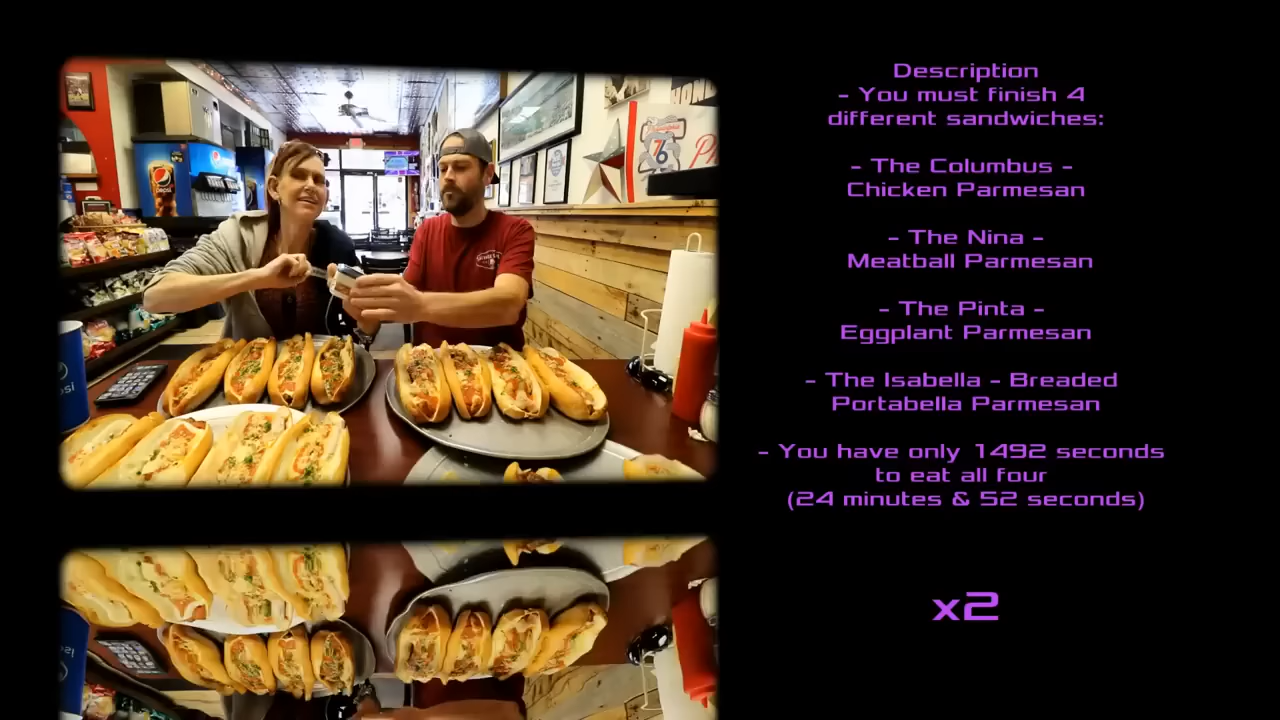 Description
- You must finish 4
different sandwiches:
- The Columbus -
Chicken Parmesan
- The Nina -
Meatball Parmesan
- The Pinta -
Eggplant Parmesan
- The Isabella - Breaded
Portabella Parmesan
- You have only 1492 seconds
to eat all four
(24 minutes & 52 seconds)
x2
pepsi
76